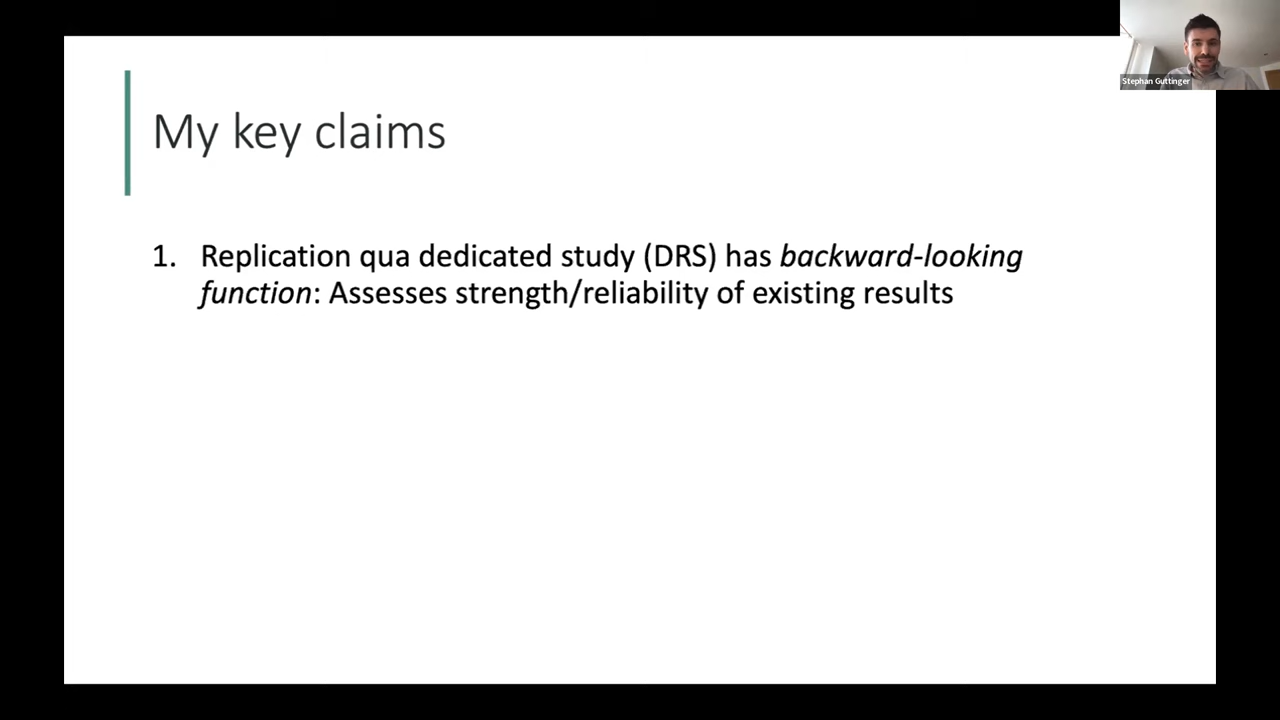 Stephan Guttinger
My key claims
1. Replication qua dedicated study (DRS) has backward-looking
function: Assesses strength/reliability of existing results